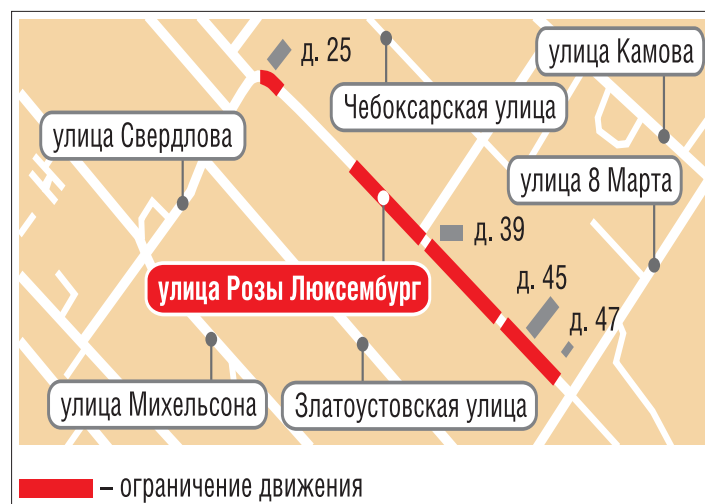 д. 25
улица Камова
Чебоксарская улица
улица Свердлова
улица 8 Марта
д. 39
улица Розы Люксембург
д. 45
д. 47
улица Михельсона
Златоустовская улица
– ограничение движения